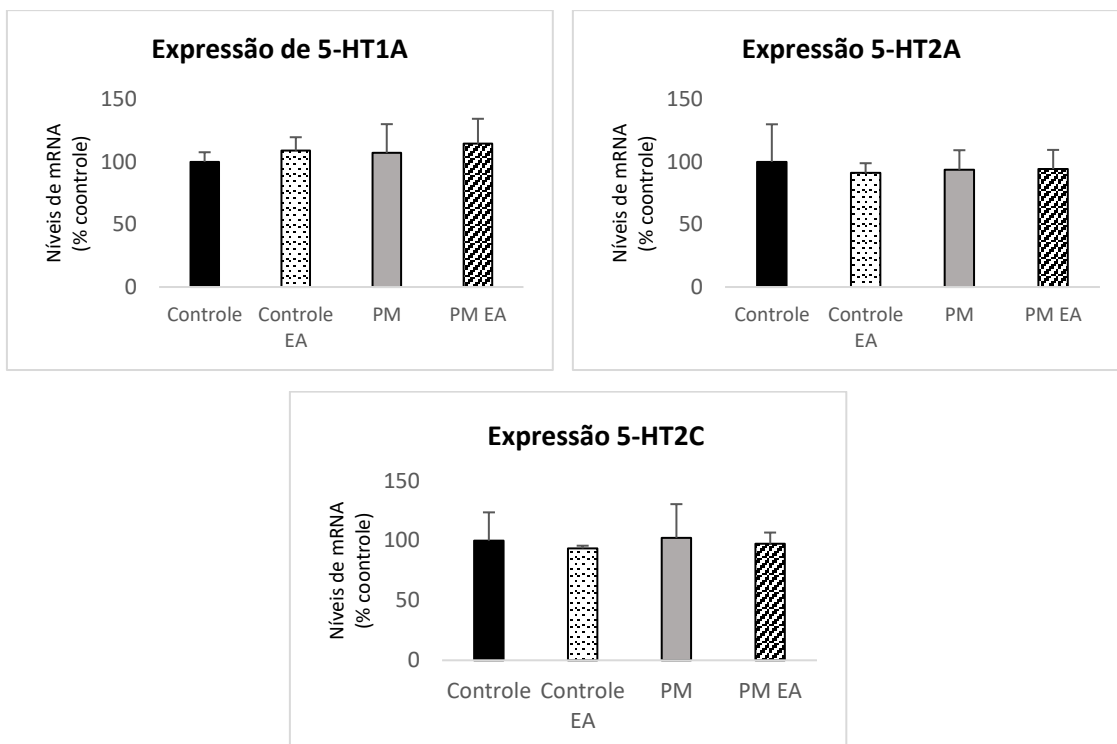 Expressão de 5-HT1A
Níveis de mRNA
(% coontrole)
150
100
50
0
Controle
Controle
EA
PM
PM EA
Expressão 5-HT2A
Níveis de mRNA
(% coontrole)
150
100
50
0
Controle
Controle
EA
PM
PM EA
Expressão 5-HT2C
Níveis de mRNA
(% coontrole)
150
100
50
0
Controle
Controle
EA
PM
PM EA